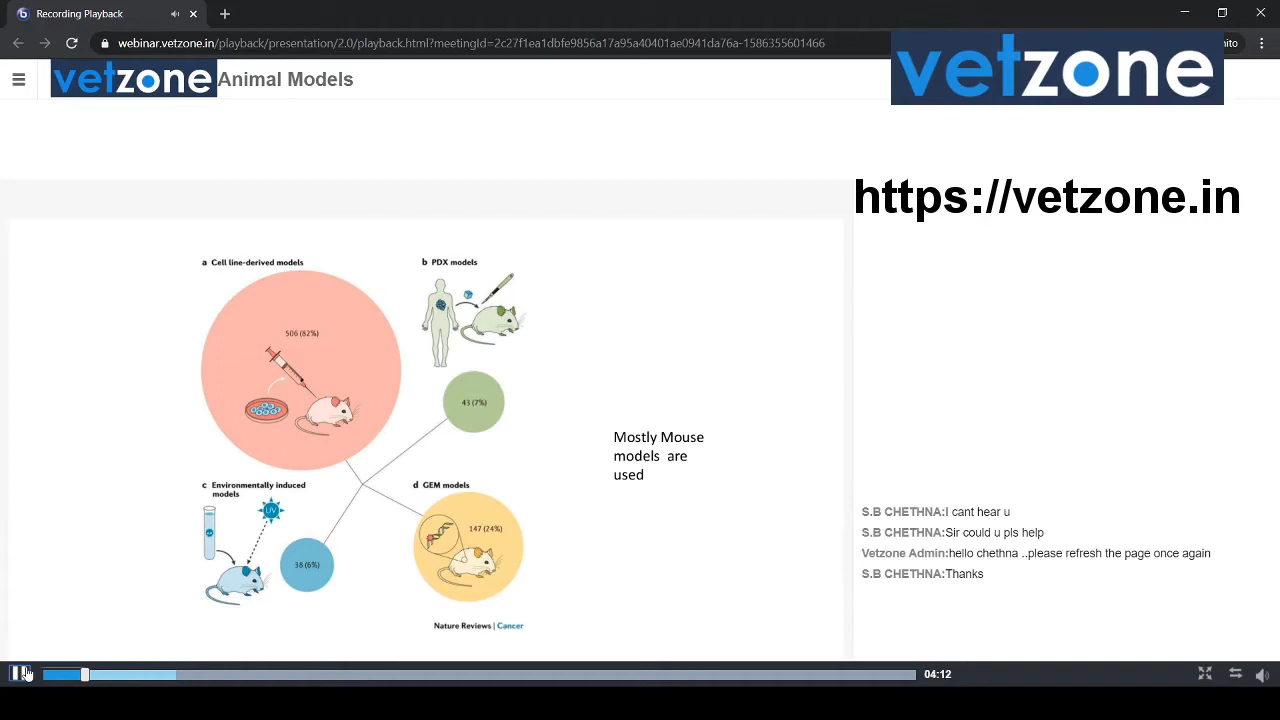 Recording Playback
webinar.vetzone.in/playback/presentation/2.0/playback.html?meetingId=2c27f1ea1dbfe9856a17a95a40401ae0941da76a-1586355601466
nito
vetzone
vetzone Animal Models
https://vetzone.in
a Cell line-derived models
b PDX models
506 (82%)
43 (7%)
Mostly Mouse
models are
used
c Environmentally induced
models
d GEM models
UV
147 (24%)
38 (6%)
Nature Reviews | Cancer
S.B CHETHNA:I cant hear u
S.B CHETHNA:Sir could u pls help
Vetzone Admin:hello chethna ..please refresh the page once again
S.B CHETHNA:Thanks
04:12